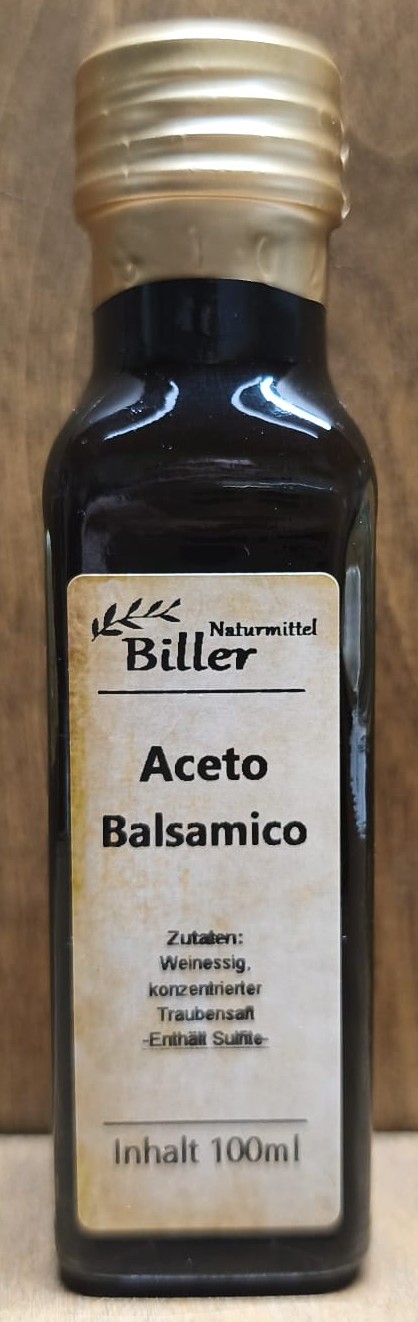 Naturmittel
Biller
Aceto
Balsamico
Zutaten:
Weinessig,
konzentrierter
Traubensaft
-Enthält Sulfite-
Inhalt 100ml